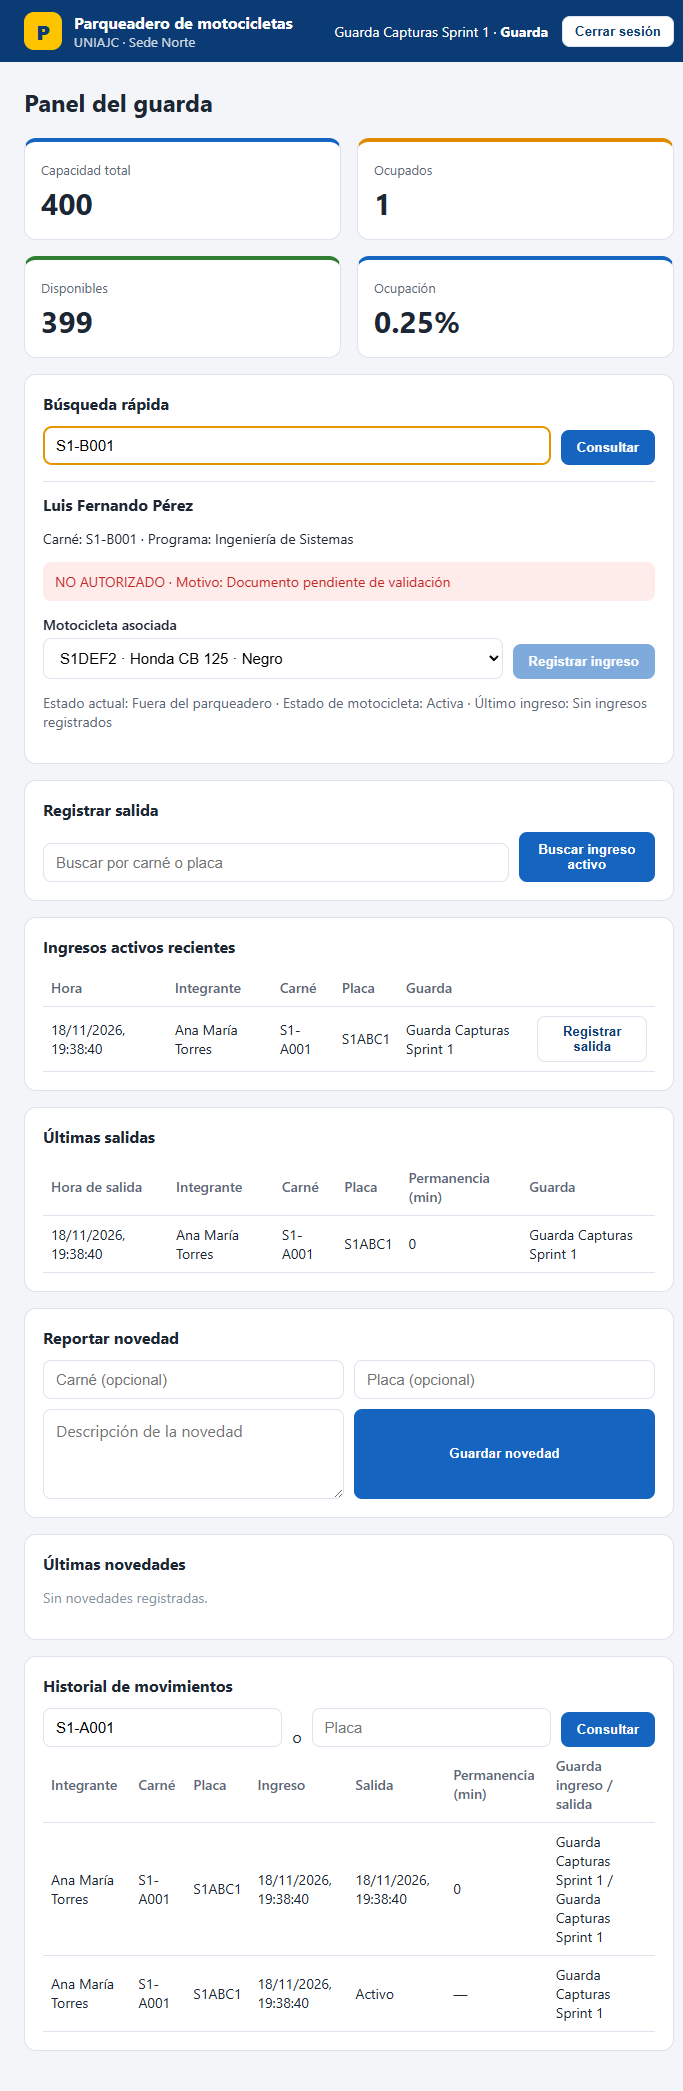 P
Parqueadero de motocicletas
UNIAJC · Sede Norte
Guarda Capturas Sprint 1 · Guarda
Cerrar sesión
Panel del guarda
Capacidad total
400
Ocupados
1
Disponibles
399
Ocupación
0.25%
Búsqueda rápida
S1-B001
Consultar
Luis Fernando Pérez
Carné: S1-B001 · Programa: Ingeniería de Sistemas
NO AUTORIZADO · Motivo: Documento pendiente de validación
Motocicleta asociada
S1DEF2 · Honda CB 125 · Negro
Registrar ingreso
Estado actual: Fuera del parqueadero · Estado de motocicleta: Activa · Último ingreso: Sin ingresos
registrados
Registrar salida
Buscar por carné o placa
Buscar ingreso
activo
Ingresos activos recientes
Hora Integrante Carné Placa Guarda
18/11/2026, Ana María S1- S1ABC1 Guarda Capturas Registrar
19:38:40 Torres A001 Sprint 1 salida
Últimas salidas
Hora de salida Integrante Carné Placa Permanencia Guarda
(min)
18/11/2026, Ana María S1- S1ABC1 0 Guarda Capturas
19:38:40 Torres A001 Sprint 1
Reportar novedad
Carné (opcional)
Placa (opcional)
Descripción de la novedad
Guardar novedad
Últimas novedades
Sin novedades registradas.
Historial de movimientos
S1-A001
o
Placa
Consultar
Integrante Carné Placa Ingreso Salida Permanencia Guarda
(min) ingreso /
salida
Guarda
Capturas
Ana María S1- S1ABC1 18/11/2026, 18/11/2026, 0 Sprint 1 /
Torres A001 19:38:40 19:38:40 Guarda
Capturas
Sprint 1
Ana María S1- S1ABC1 18/11/2026, Activo — Guarda
Torres A001 19:38:40 Capturas
Sprint 1